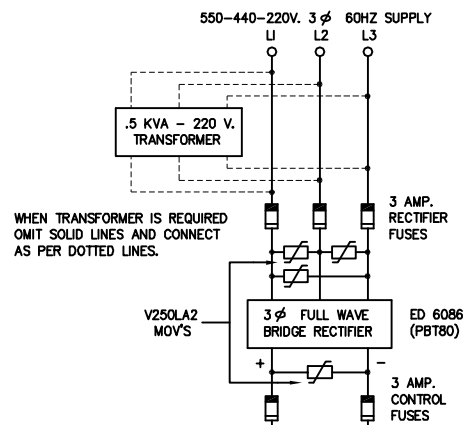 550-440-220V. 3 ϕ 60HZ SUPPLY
L1 L2 L3
.5 KVA - 220 V.
TRANSFORMER
WHEN TRANSFORMER IS REQUIRED
OMIT SOLID LINES AND CONNECT
AS PER DOTTED LINES.
3 AMP.
RECTIFIER
FUSES
V250LA2
MOV'S
3 ϕ FULL WAVE
BRIDGE RECTIFIER
ED 6086
(PBT80)
+ -
3 AMP.
CONTROL
FUSES